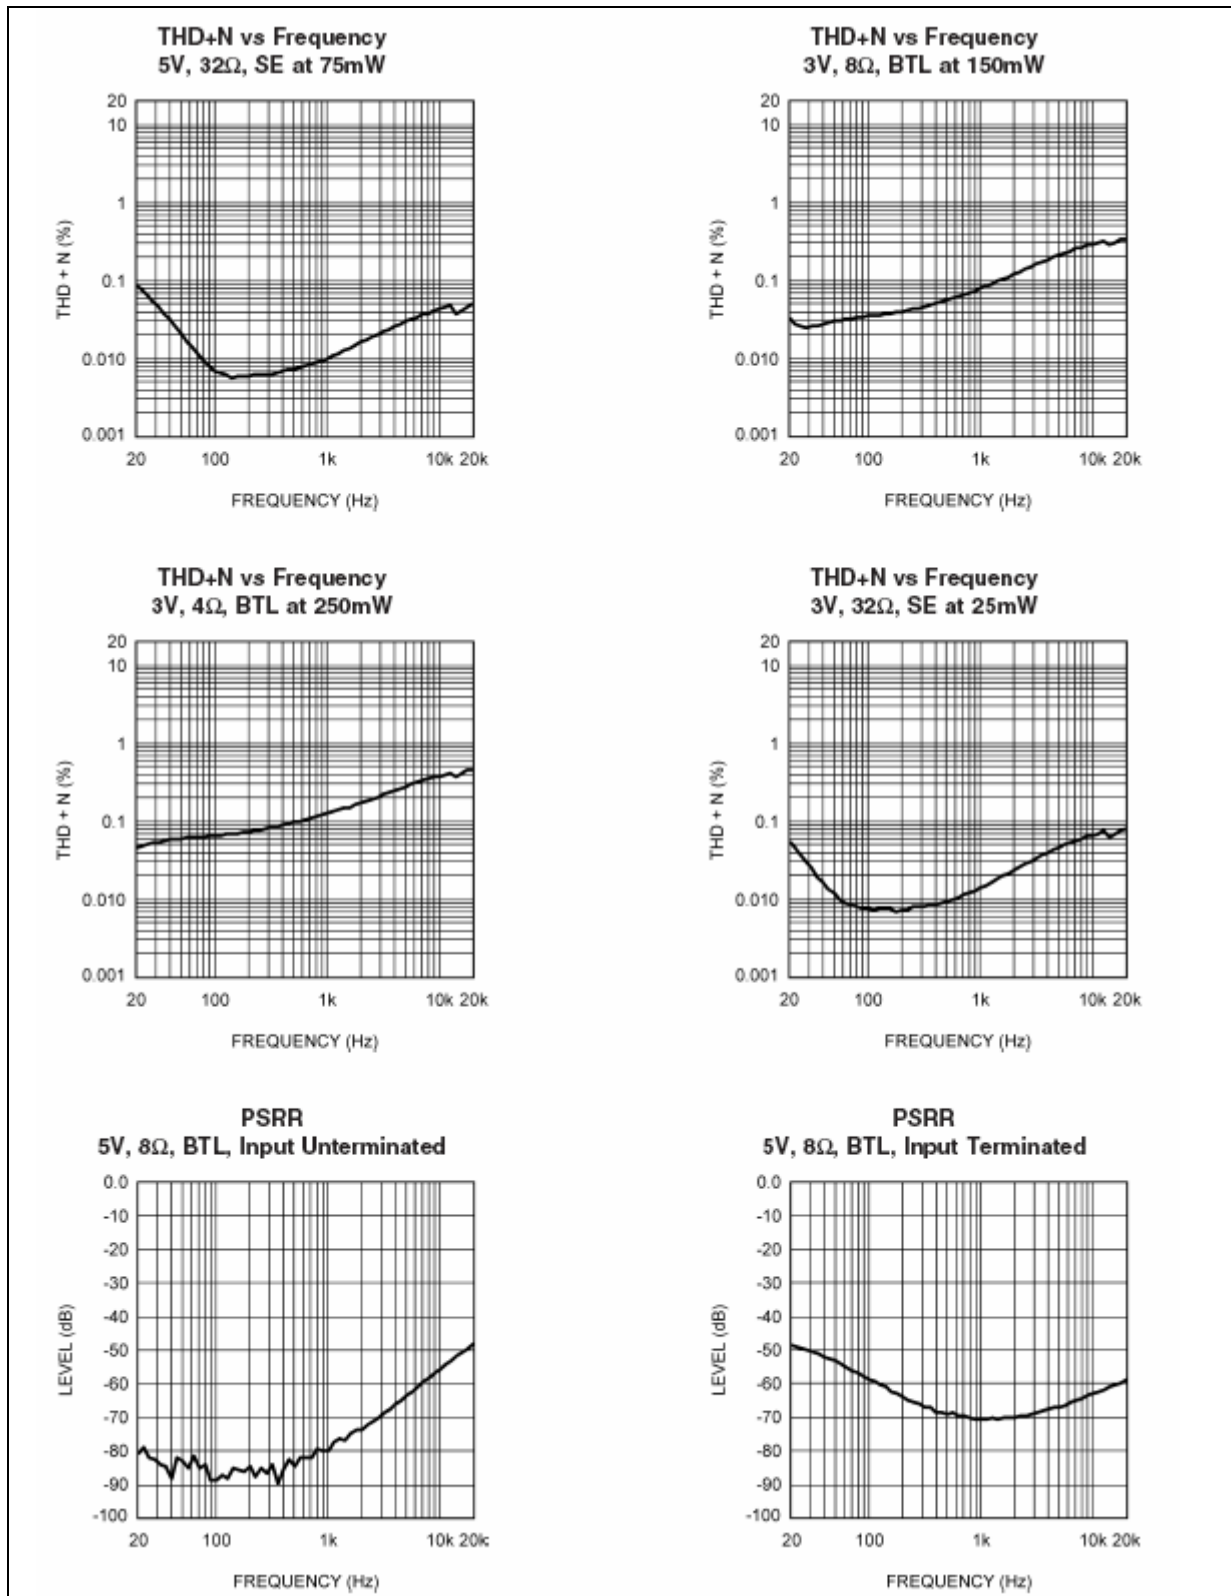 THD+N vs Frequency
5V, 32Ω, SE at 75mW
20
10
1
0.1
0.010
0.001
THD + N (%)
20 100 1k 10k 20k
FREQUENCY (Hz)
THD+N vs Frequency
3V, 8Ω, BTL at 150mW
20
10
1
0.1
0.010
0.001
THD + N (%)
20 100 1k 10k 20k
FREQUENCY (Hz)
THD+N vs Frequency
3V, 4Ω, BTL at 250mW
20
10
1
0.1
0.010
0.001
THD + N (%)
20 100 1k 10k 20k
FREQUENCY (Hz)
THD+N vs Frequency
3V, 32Ω, SE at 25mW
20
10
1
0.1
0.010
0.001
THD + N (%)
20 100 1k 10k 20k
FREQUENCY (Hz)
PSRR
5V, 8Ω, BTL, Input Unterminated
0.0
-10
-20
-30
-40
-50
-60
-70
-80
-90
-100
LEVEL (dB)
20 100 1k 10k 20k
FREQUENCY (Hz)
PSRR
5V, 8Ω, BTL, Input Terminated
0.0
-10
-20
-30
-40
-50
-60
-70
-80
-90
-100
LEVEL (dB)
20 100 1k 10k 20k
FREQUENCY (Hz)